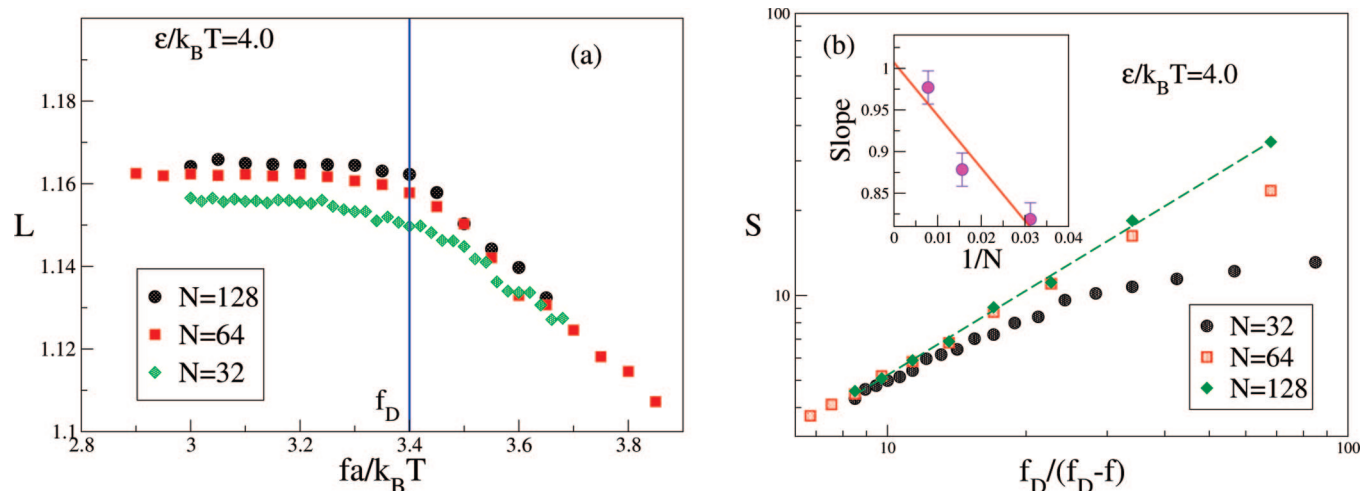 ε/k_BT=4.0
(a)
1.18
1.16
L
1.14
1.12
1.1
N=128
N=64
N=32
f_D
2.8 3 3.2 3.4 3.6 3.8
fa/k_BT
(b)
ε/k_BT=4.0
100
S
10
1
0.95
0.9
0.85
Slope
0 0.01 0.02 0.03 0.04
1/N
N=32
N=64
N=128
10 100
f_D/(f_D-f)